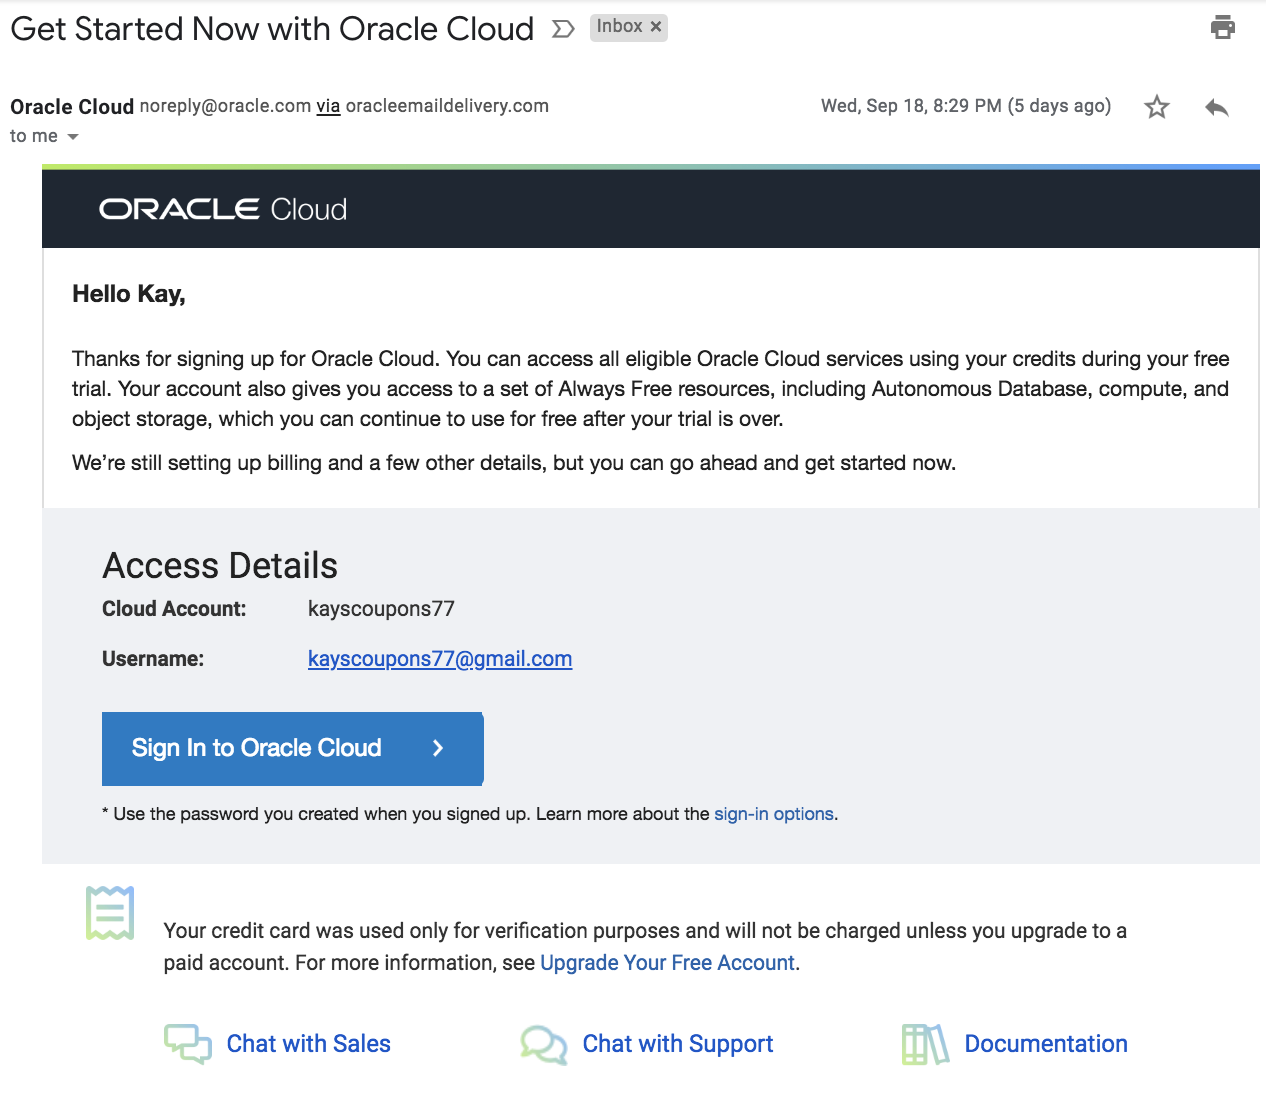 Get Started Now with Oracle Cloud
Inbox x
Oracle Cloud noreply@oracle.com via oracleemaildelivery.com
Wed, Sep 18, 8:29 PM (5 days ago)
to me
ORACLE Cloud
Hello Kay,
Thanks for signing up for Oracle Cloud. You can access all eligible Oracle Cloud services using your credits during your free
trial. Your account also gives you access to a set of Always Free resources, including Autonomous Database, compute, and
object storage, which you can continue to use for free after your trial is over.
We’re still setting up billing and a few other details, but you can go ahead and get started now.
Access Details
Cloud Account: kayscoupons77
Username: kayscoupons77@gmail.com
Sign In to Oracle Cloud >
* Use the password you created when you signed up. Learn more about the sign-in options.
Your credit card was used only for verification purposes and will not be charged unless you upgrade to a
paid account. For more information, see Upgrade Your Free Account.
Chat with Sales
Chat with Support
Documentation